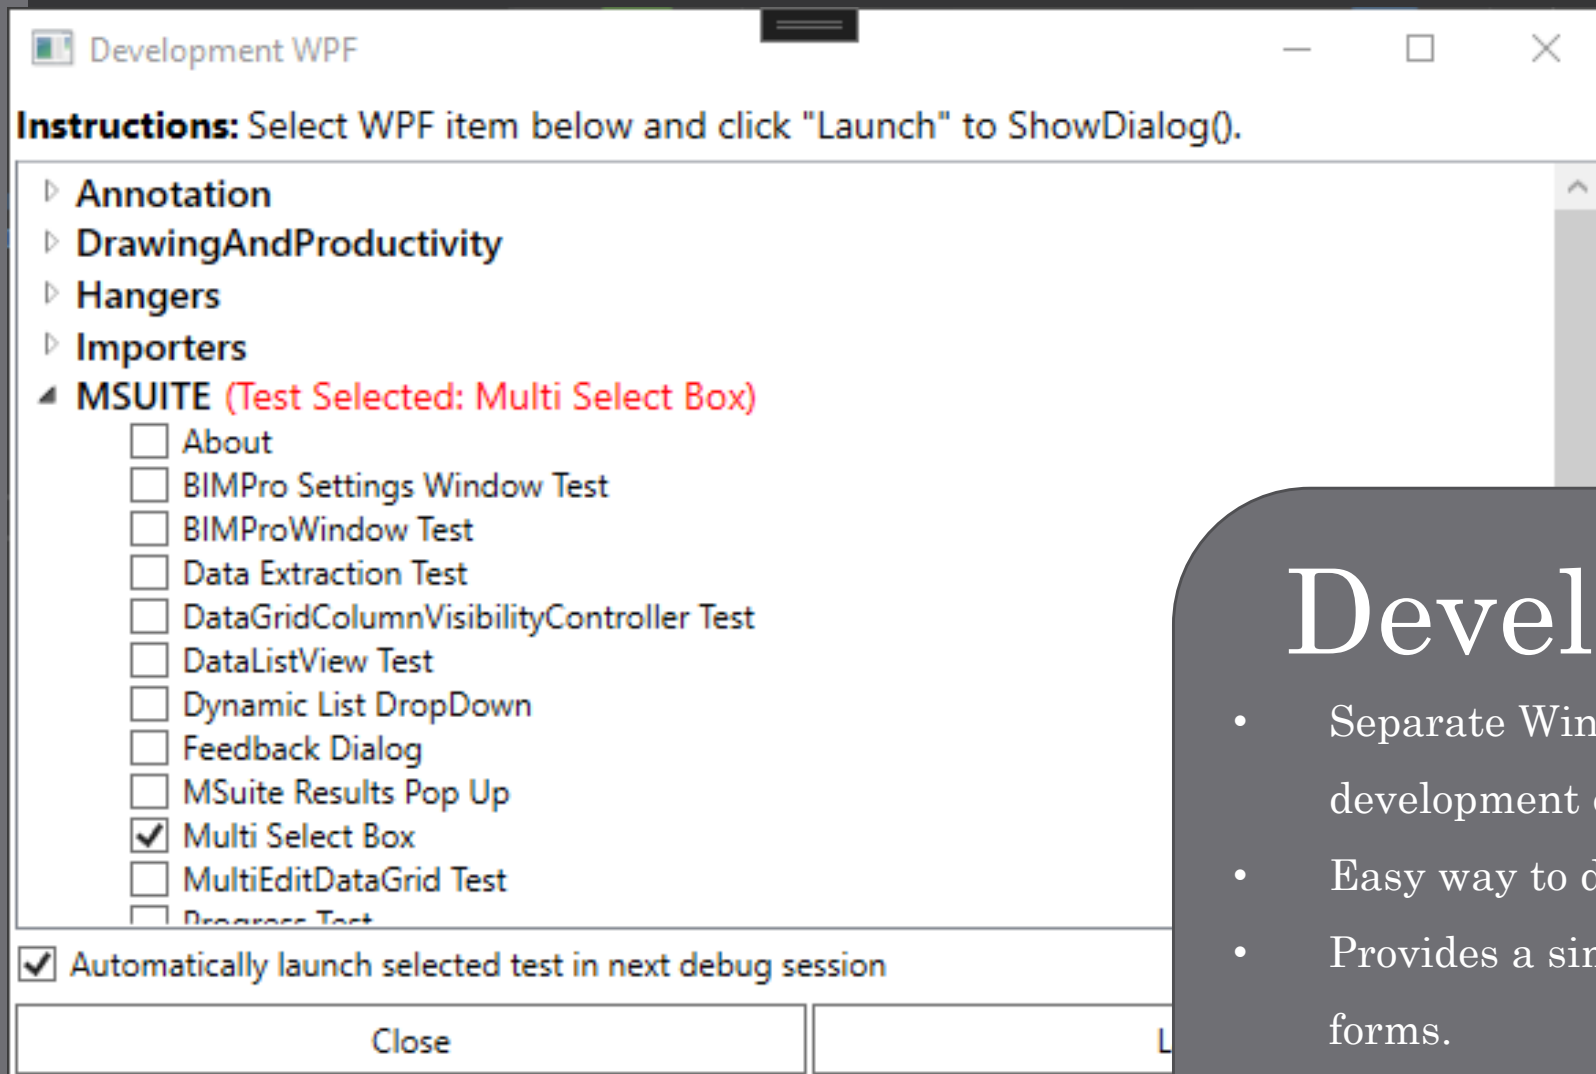 Development WPF
Instructions: Select WPF item below and click "Launch" to ShowDialog().
Annotation
DrawingAndProductivity
Hangers
Importers
MSUITE (Test Selected: Multi Select Box)
About
BIMPro Settings Window Test
BIMProWindow Test
Data Extraction Test
DataGridColumnVisibilityController Test
DataListView Test
Dynamic List DropDown
Feedback Dialog
MSuite Results Pop Up
Multi Select Box
MultiEditDataGrid Test
Progress Test
Automatically launch selected test in next debug session
Close
Devel
• Separate Win
development
• Easy way to
• Provides a
forms.